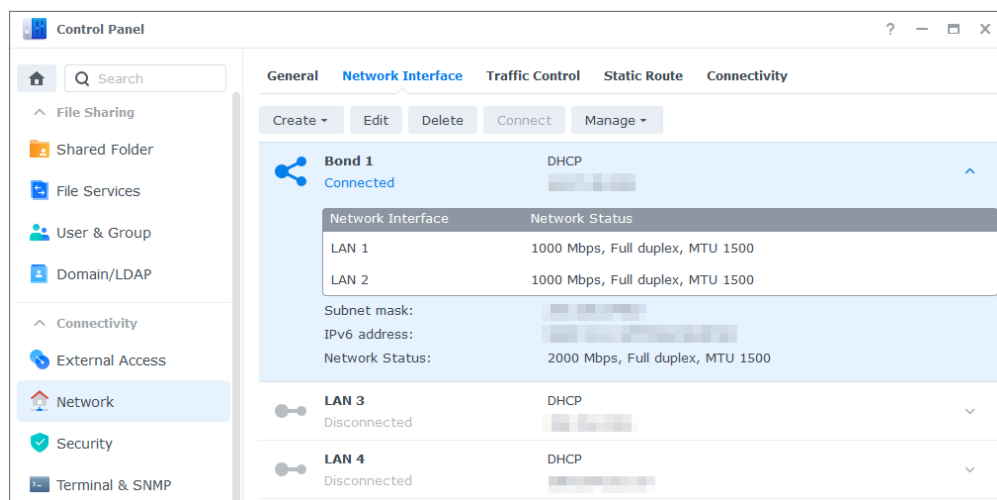 Control Panel
?
Search
General Network Interface Traffic Control Static Route Connectivity
File Sharing
Create Edit Delete Connect Manage
Shared Folder
Bond 1 DHCP
Connected
File Services
Network Interface Network Status
User & Group
LAN 1 1000 Mbps, Full duplex, MTU 1500
Domain/LDAP
LAN 2 1000 Mbps, Full duplex, MTU 1500
Subnet mask:
Connectivity
IPv6 address:
External Access
Network Status: 2000 Mbps, Full duplex, MTU 1500
Network
LAN 3 DHCP
Disconnected
Security
LAN 4 DHCP
Terminal & SNMP
Disconnected